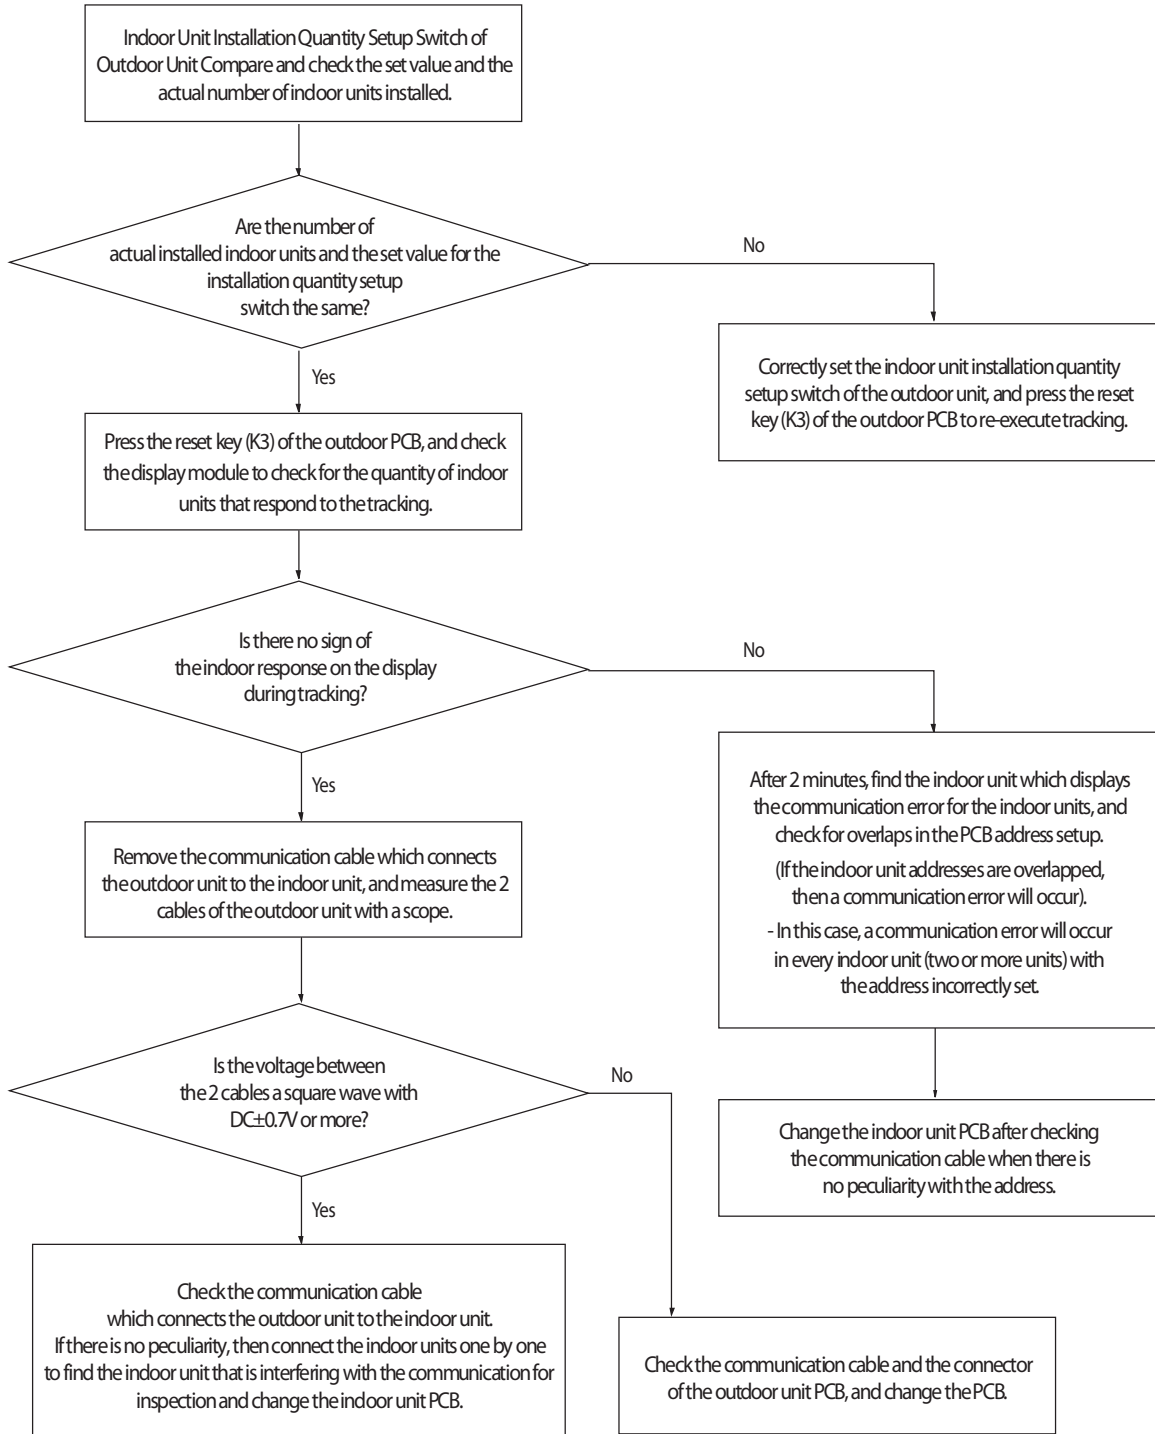 Indoor Unit Installation Quantity Setup Switch of
Outdoor Unit Compare and check the set value and the
actual number of indoor units installed.
Are the number of
actual installed indoor units and the set value for the
installation quantity setup
switch the same?
No
Yes
Correctly set the indoor unit installation quantity
setup switch of the outdoor unit, and press the reset
key (K3) of the outdoor PCB to re-execute tracking.
Press the reset key (K3) of the outdoor PCB, and check
the display module to check for the quantity of indoor
units that respond to the tracking.
Is there no sign of
the indoor response on the display
during tracking?
No
Yes
After 2 minutes, find the indoor unit which displays
the communication error for the indoor units, and
check for overlaps in the PCB address setup.
(If the indoor unit addresses are overlapped,
then a communication error will occur).
- In this case, a communication error will occur
in every indoor unit (two or more units) with
the address incorrectly set.
Remove the communication cable which connects
the outdoor unit to the indoor unit, and measure the 2
cables of the outdoor unit with a scope.
Is the voltage between
the 2 cables a square wave with
DC±0.7V or more?
No
Yes
Change the indoor unit PCB after checking
the communication cable when there is
no peculiarity with the address.
Check the communication cable
which connects the outdoor unit to the indoor unit.
If there is no peculiarity, then connect the indoor units one by one
to find the indoor unit that is interfering with the communication for
inspection and change the indoor unit PCB.
Check the communication cable and the connector
of the outdoor unit PCB, and change the PCB.